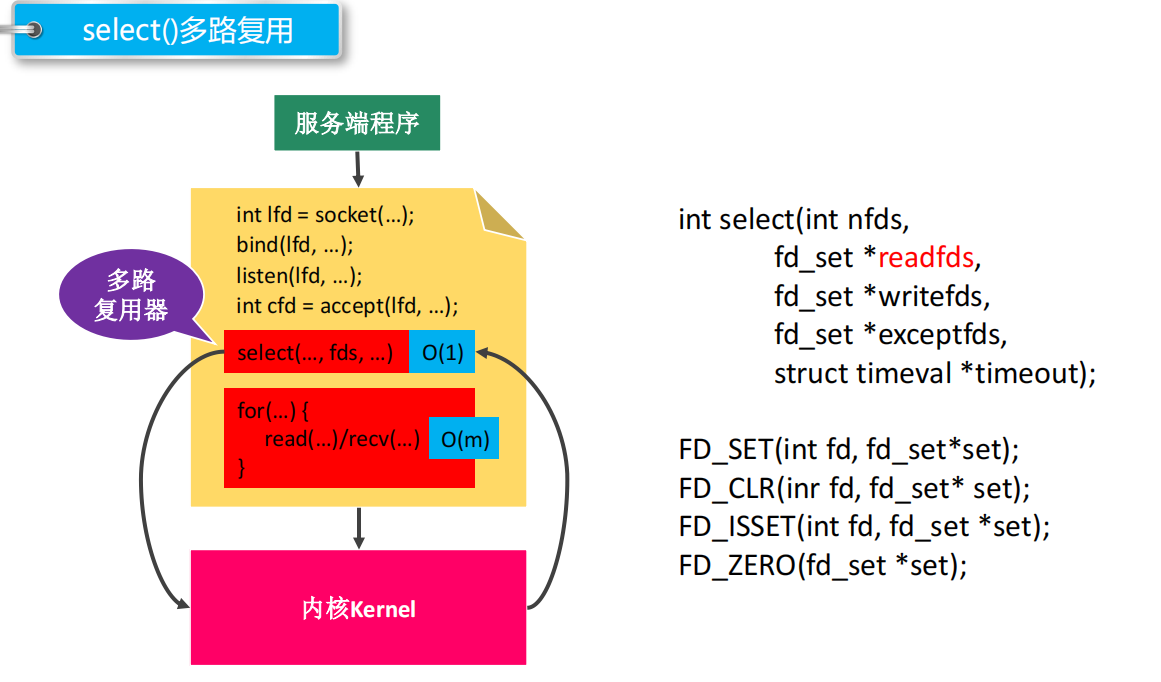 select()多路复用
服务端程序
int lfd = socket(…);
bind(lfd, …);
listen(lfd, …);
int cfd = accept(lfd, …);
多路
复用器
select(…, fds, …) O(1)
for(…) {
read(…)/recv(…) O(m)
}
内核Kernel
int select(int nfds,
fd_set *readfds,
fd_set *writefds,
fd_set *exceptfds,
struct timeval *timeout);
FD_SET(int fd, fd_set*set);
FD_CLR(inr fd, fd_set* set);
FD_ISSET(int fd, fd_set *set);
FD_ZERO(fd_set *set);